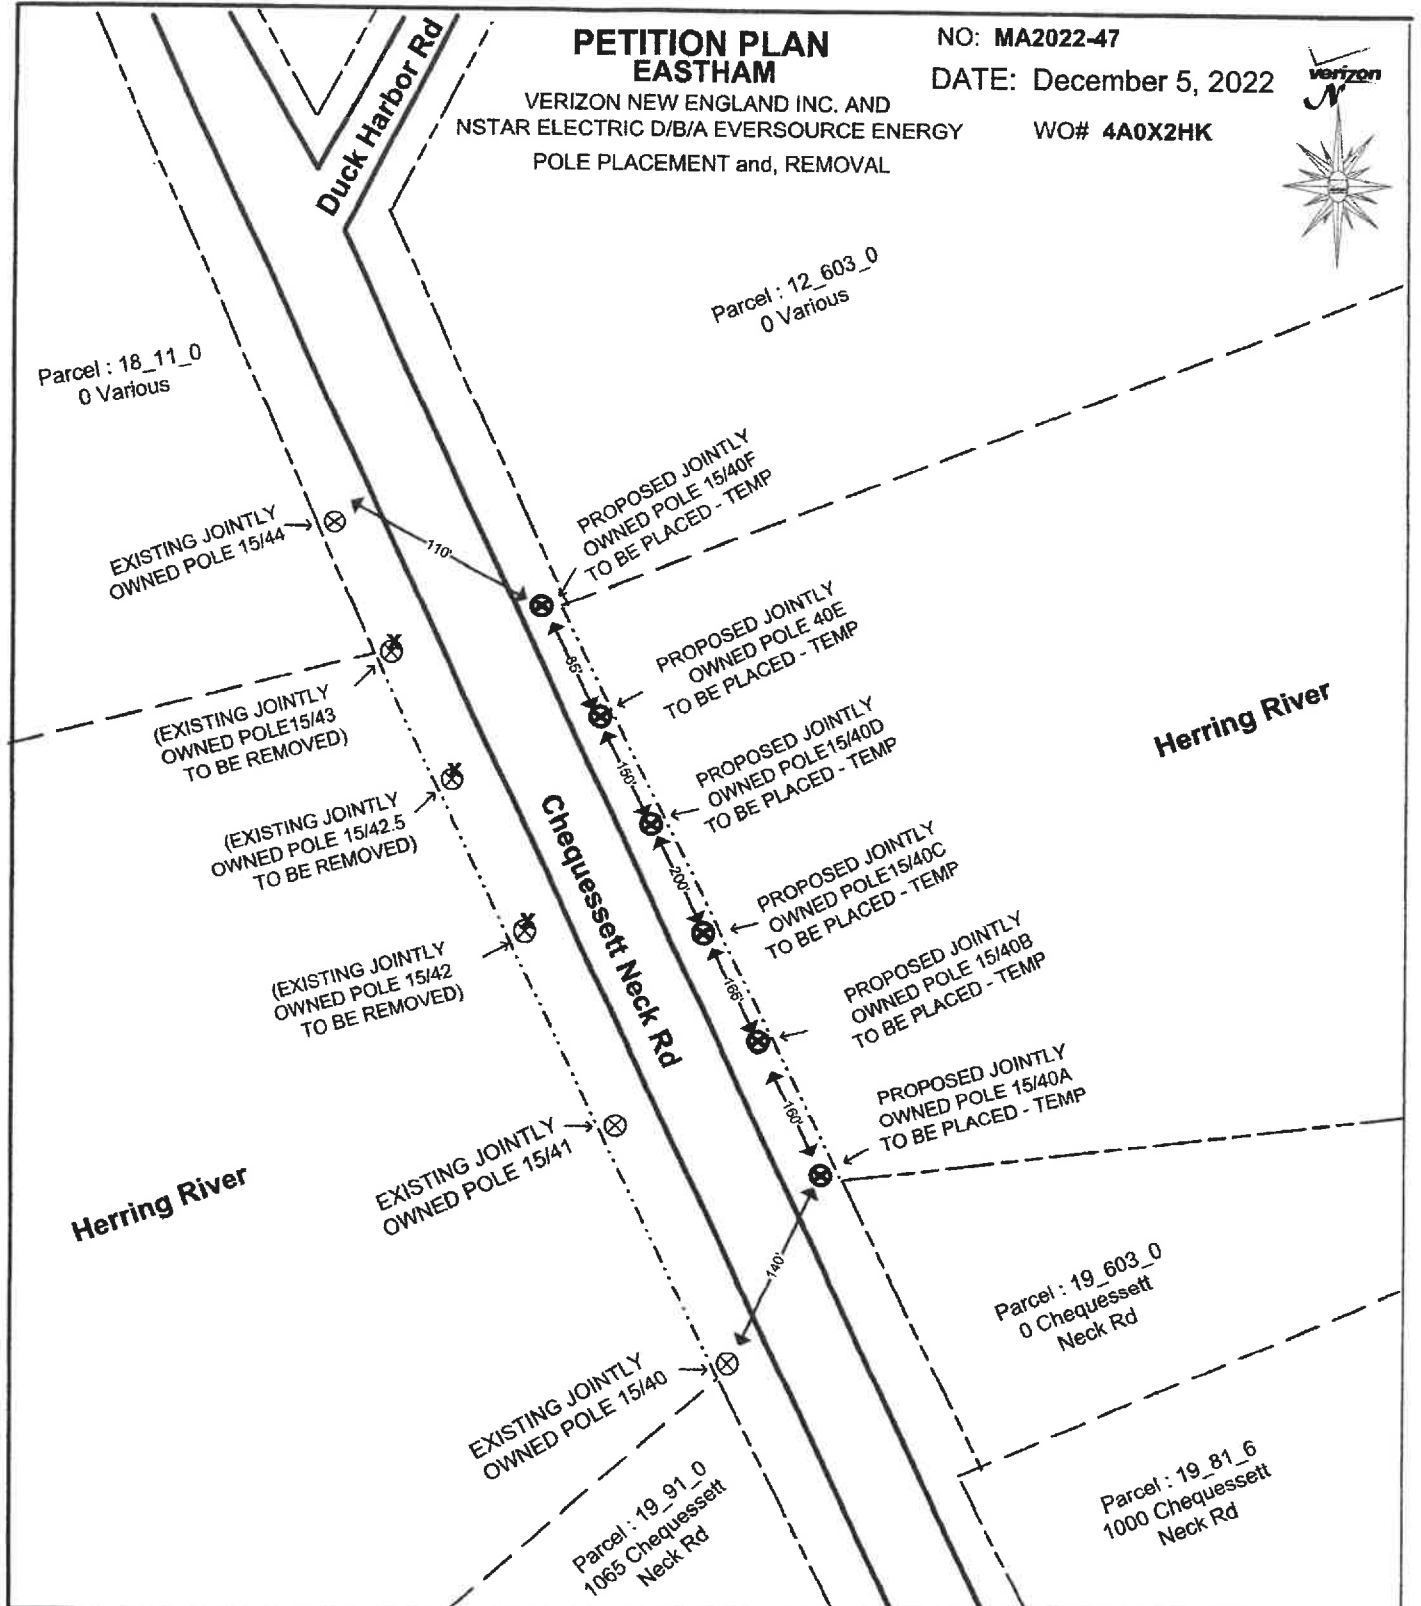 PETITION PLAN
EASTHAM
VERIZON NEW ENGLAND INC. AND
NSTAR ELECTRIC D/B/A EVERSOURCE ENERGY
POLE PLACEMENT and, REMOVAL
NO: MA2022-47
DATE: December 5, 2022
WO# 4A0X2HK
verizon
N
Duck Harbor Rd
Parcel : 12_603_0
0 Various
Parcel : 18_11_0
0 Various
PROPOSED JOINTLY
OWNED POLE 15/40F
TO BE PLACED - TEMP
EXISTING JOINTLY
OWNED POLE 15/44
110'
PROPOSED JOINTLY
OWNED POLE 40E
TO BE PLACED - TEMP
85'
(EXISTING JOINTLY
OWNED POLE15/43
TO BE REMOVED)
PROPOSED JOINTLY
OWNED POLE15/40D
TO BE PLACED - TEMP
150'
Herring River
(EXISTING JOINTLY
OWNED POLE 15/42.5
TO BE REMOVED)
Chequessett Neck Rd
PROPOSED JOINTLY
OWNED POLE15/40C
TO BE PLACED - TEMP
200'
(EXISTING JOINTLY
OWNED POLE 15/42
TO BE REMOVED)
PROPOSED JOINTLY
OWNED POLE 15/40B
TO BE PLACED - TEMP
166'
PROPOSED JOINTLY
OWNED POLE 15/40A
TO BE PLACED - TEMP
160'
EXISTING JOINTLY
OWNED POLE 15/41
Herring River
140'
Parcel : 19_603_0
0 Chequessett
Neck Rd
EXISTING JOINTLY
OWNED POLE 15/40
Parcel : 19_91_0
1065 Chequessett
Neck Rd
Parcel : 19_81_6
1000 Chequessett
Neck Rd